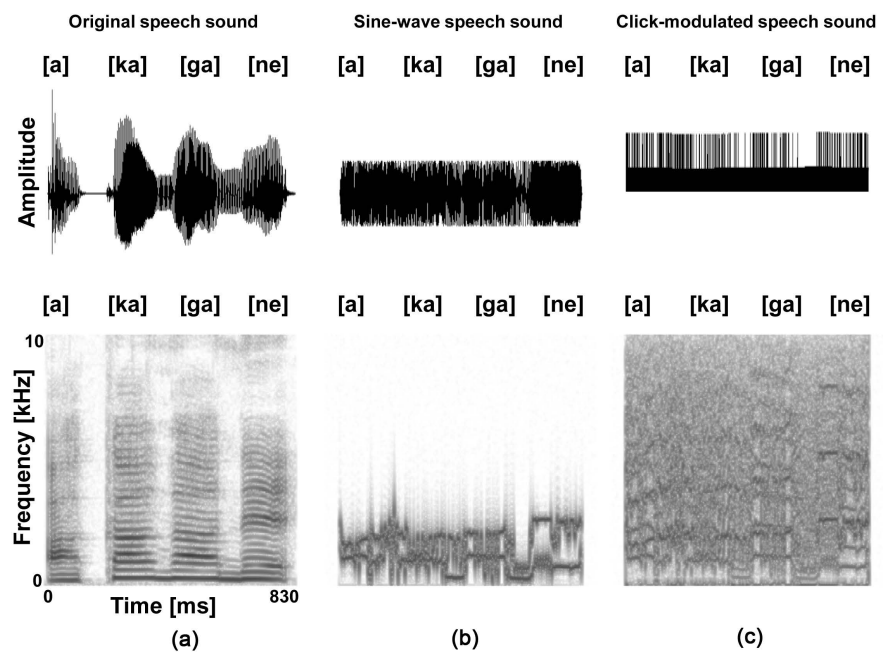 Original speech sound Sine-wave speech sound Click-modulated speech sound
[a] [ka] [ga] [ne] [a] [ka] [ga] [ne] [a] [ka] [ga] [ne]
Amplitude
[a] [ka] [ga] [ne] [a] [ka] [ga] [ne] [a] [ka] [ga] [ne]
10
Frequency [kHz]
0
0 Time [ms] 830
(a) (b) (c)